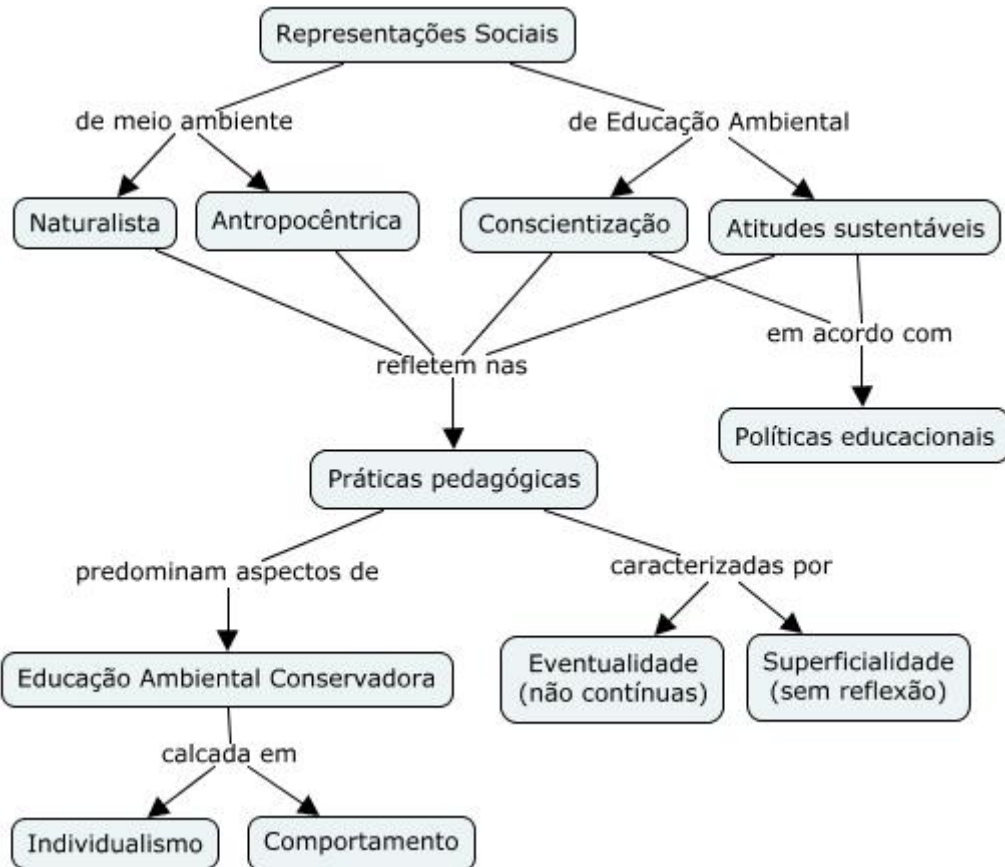 Representações Sociais
de meio ambiente
de Educação Ambiental
Naturalista
Antropocêntrica
Conscientização
Atitudes sustentáveis
refletem nas
em acordo com
Políticas educacionais
Práticas pedagógicas
predominam aspectos de
caracterizadas por
Educação Ambiental Conservadora
Eventualidade
(não contínuas)
Superficialidade
(sem reflexão)
calcada em
Individualismo
Comportamento